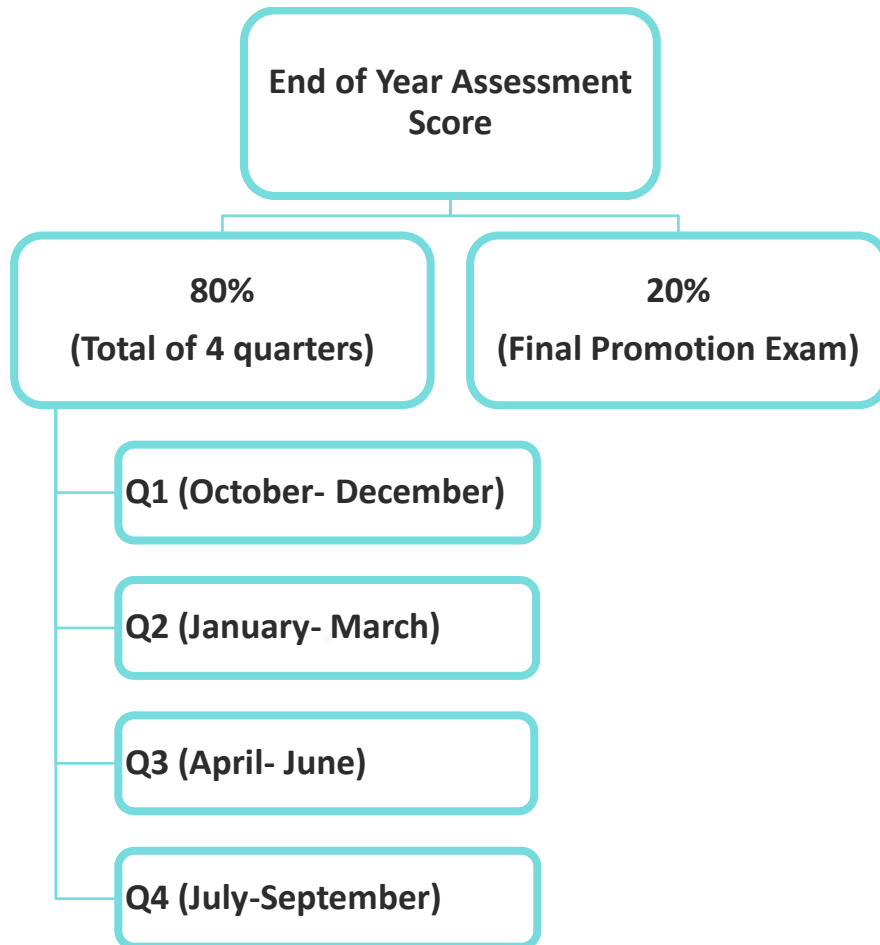 End of Year Assessment
Score
80%
(Total of 4 quarters)
20%
(Final Promotion Exam)
Q1 (October- December)
Q2 (January- March)
Q3 (April- June)
Q4 (July-September)